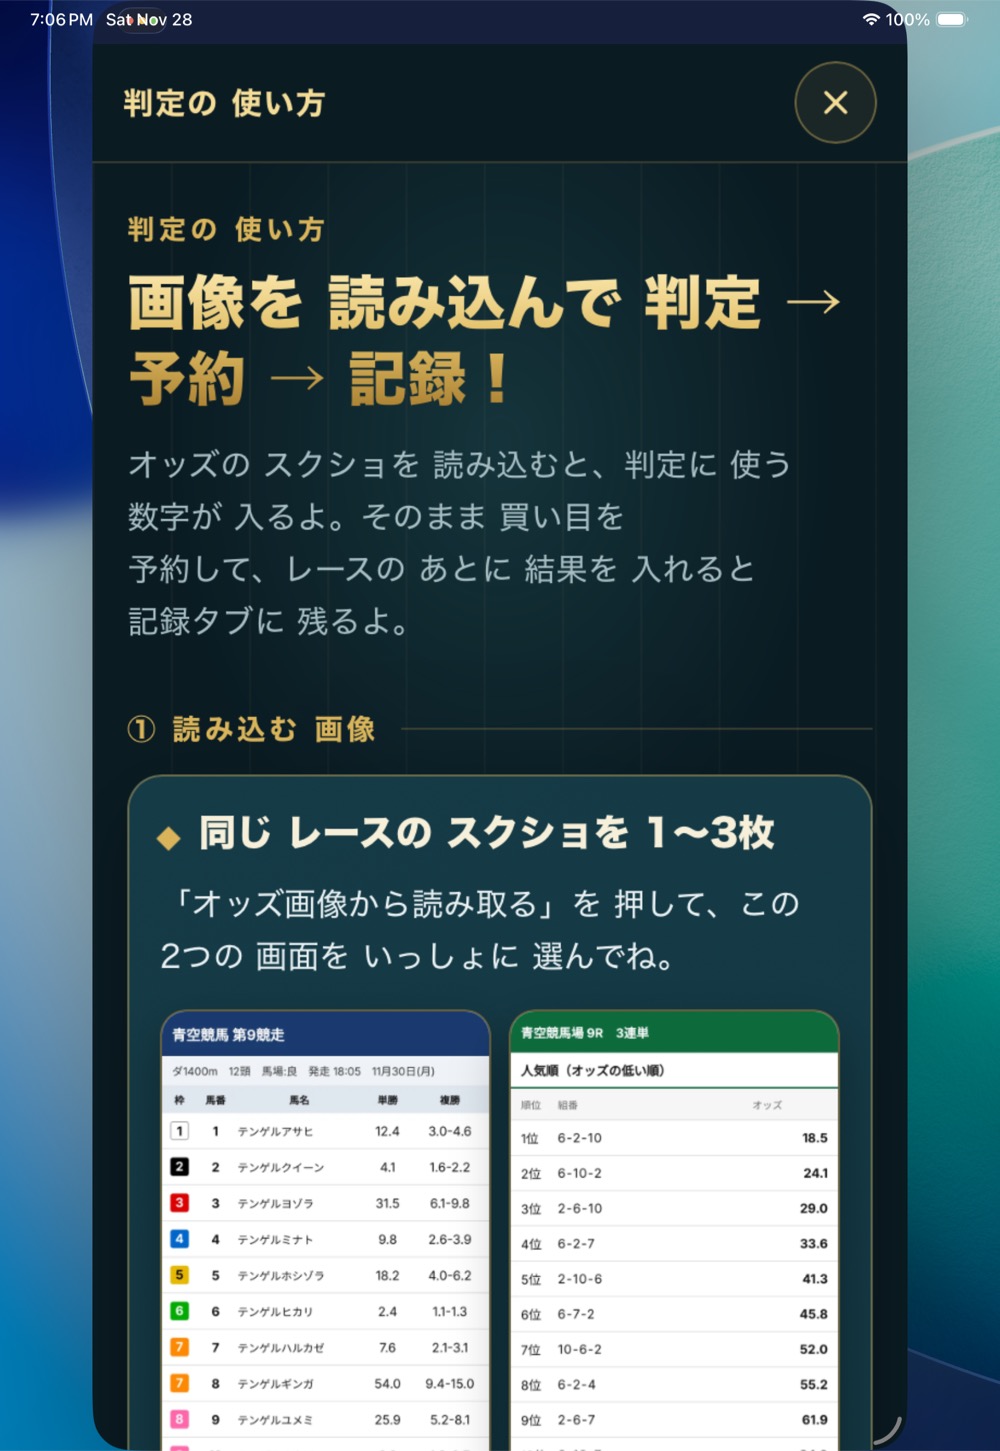 7:06 PM Sat Nov 28
100%
判定の 使い方
判定の 使い方
画像を 読み込んで 判定 →
予約 → 記録！
オッズの スクショを 読み込むと、判定に 使う
数字が 入るよ。そのまま 買い目を
予約して、レースの あとに 結果を 入れると
記録タブに 残るよ。
① 読み込む 画像
◆ 同じ レースの スクショを 1〜3枚
「オッズ画像から読み取る」を 押して、この
2つの 画面を いっしょに 選んでね。
青空競馬 第9競走
ダ1400m 12頭 馬場:良 発走 18:05 11月30日(月)
枠 馬番 馬名 単勝 複勝
1 1 テンゲルアサヒ 12.4 3.0-4.6
2 2 テンゲルクイーン 4.1 1.6-2.2
3 3 テンゲルヨゾラ 31.5 6.1-9.8
4 4 テンゲルミナト 9.8 2.6-3.9
5 5 テンゲルホシゾラ 18.2 4.0-6.2
6 6 テンゲルヒカリ 2.4 1.1-1.3
7 7 テンゲルハルカゼ 7.6 2.1-3.1
7 8 テンゲルギンガ 54.0 9.4-15.0
8 9 テンゲルユメミ 25.9 5.2-8.1
青空競馬場 9R 3連単
人気順（オッズの低い順）
順位 組番 オッズ
1位 6-2-10 18.5
2位 6-10-2 24.1
3位 2-6-10 29.0
4位 6-2-7 33.6
5位 2-10-6 41.3
6位 6-7-2 45.8
7位 10-6-2 52.0
8位 6-2-4 55.2
9位 2-6-7 61.9